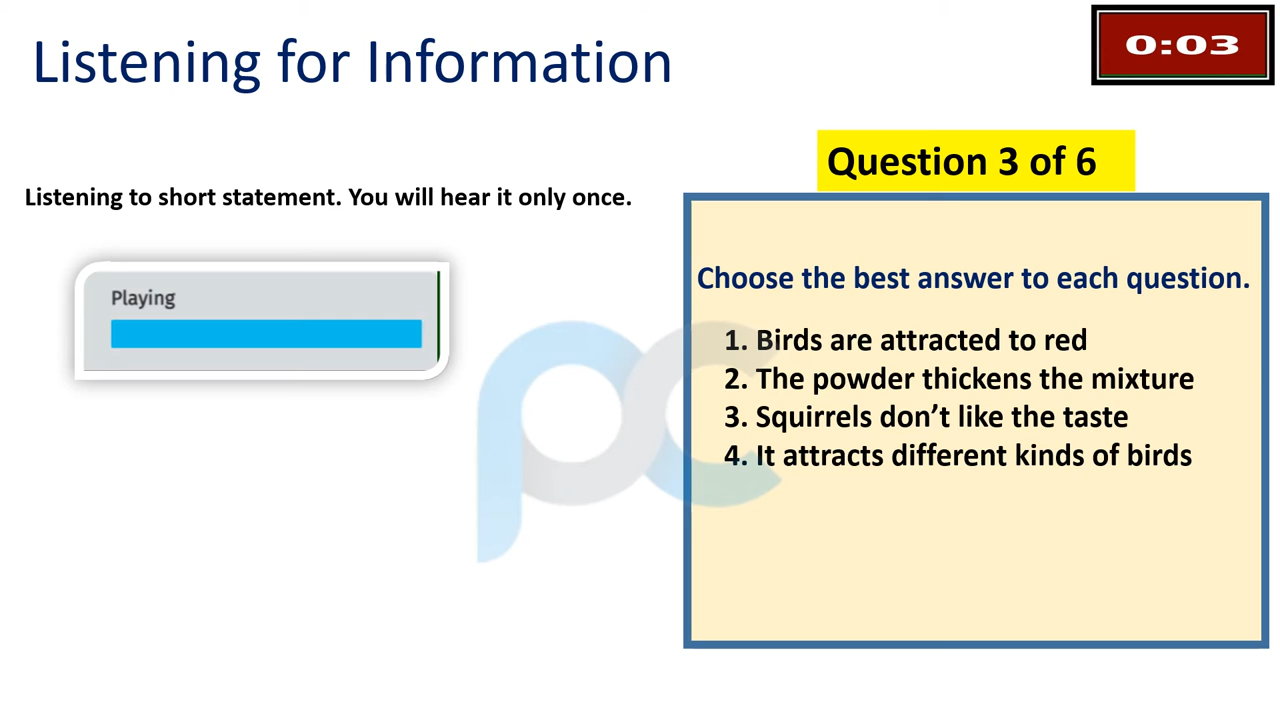 Listening for Information
0:03
Listening to short statement. You will hear it only once.
Playing
Question 3 of 6
Choose the best answer to each question.
1. Birds are attracted to red
2. The powder thickens the mixture
3. Squirrels don’t like the taste
4. It attracts different kinds of birds
pc